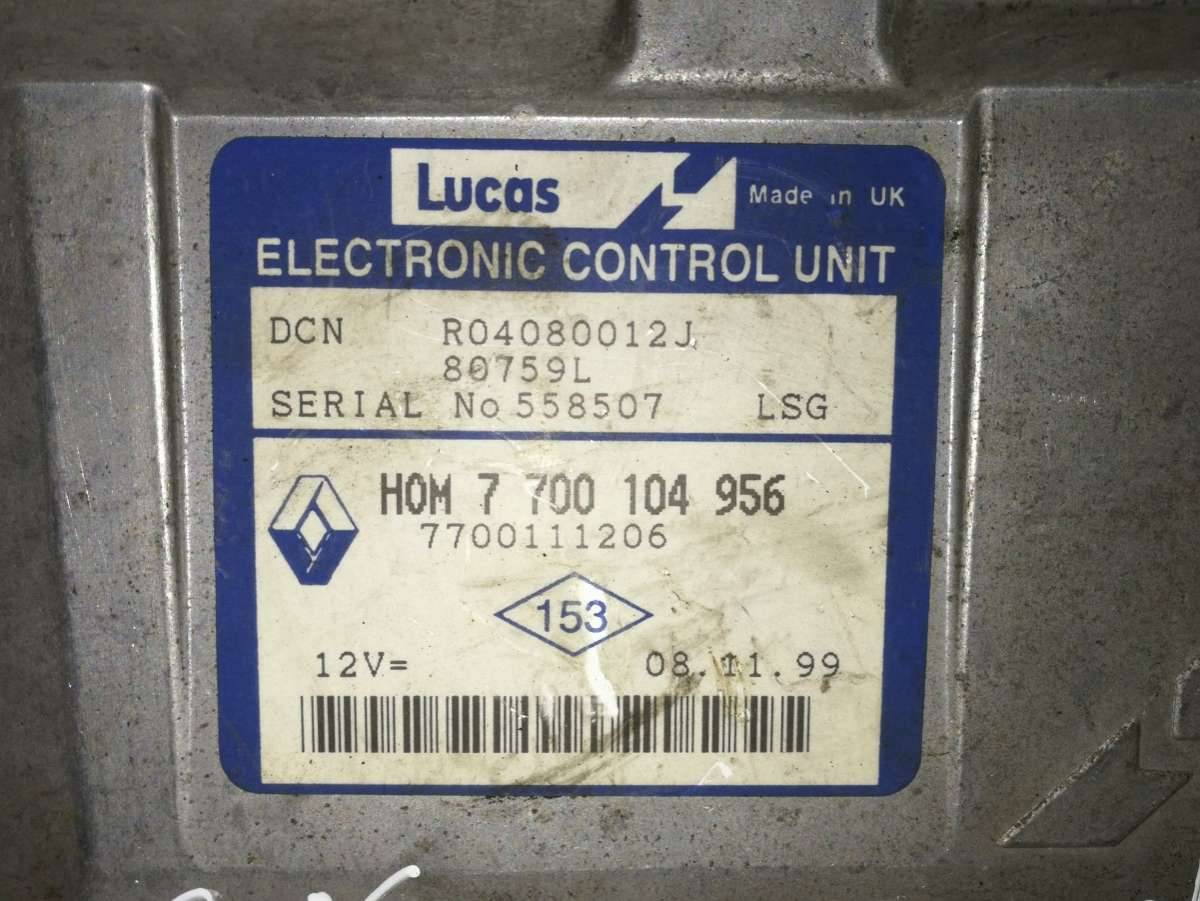 Lucas
Made in UK
ELECTRONIC CONTROL UNIT
DCN R04080012J
80759L
SERIAL No 558507 LSG
HOM 7 700 104 956
7700111206
153
12V= 08.11.99